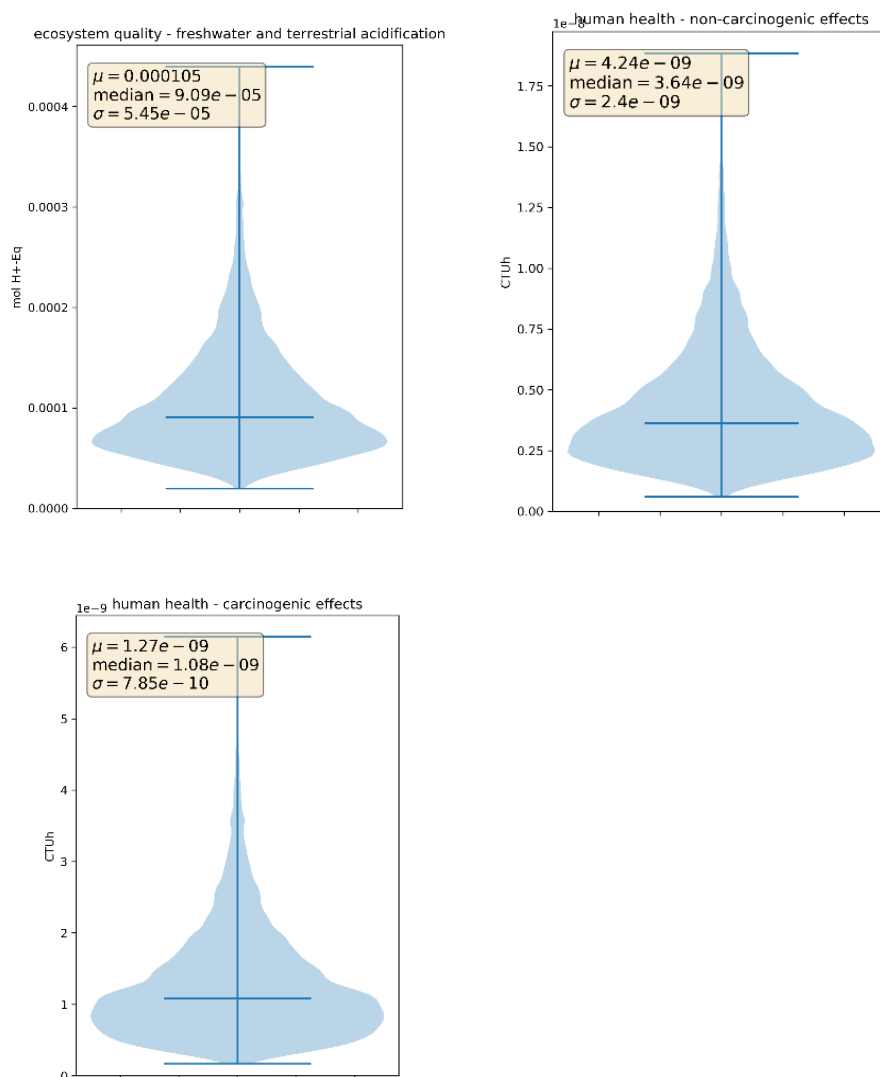 ecosystem quality - freshwater and terrestrial acidification
μ = 0.000105
median = 9.09e − 05
σ = 5.45e − 05
0.0004
0.0003
0.0002
0.0001
0.0000
mol H+-Eq
1e−8
human health - non-carcinogenic effects
μ = 4.24e − 09
median = 3.64e − 09
σ = 2.4e − 09
1.75
1.50
1.25
1.00
0.75
0.50
0.25
0.00
CTUh
1e−9
human health - carcinogenic effects
μ = 1.27e − 09
median = 1.08e − 09
σ = 7.85e − 10
6
5
4
3
2
1
0
CTUh